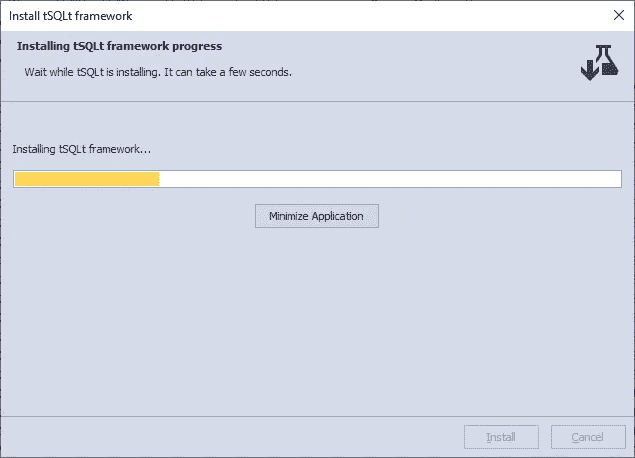 Install tSQLt framework
Installing tSQLt framework progress
Wait while tSQLt is installing. It can take a few seconds.
Installing tSQLt framework...
Minimize Application
Install
Cancel